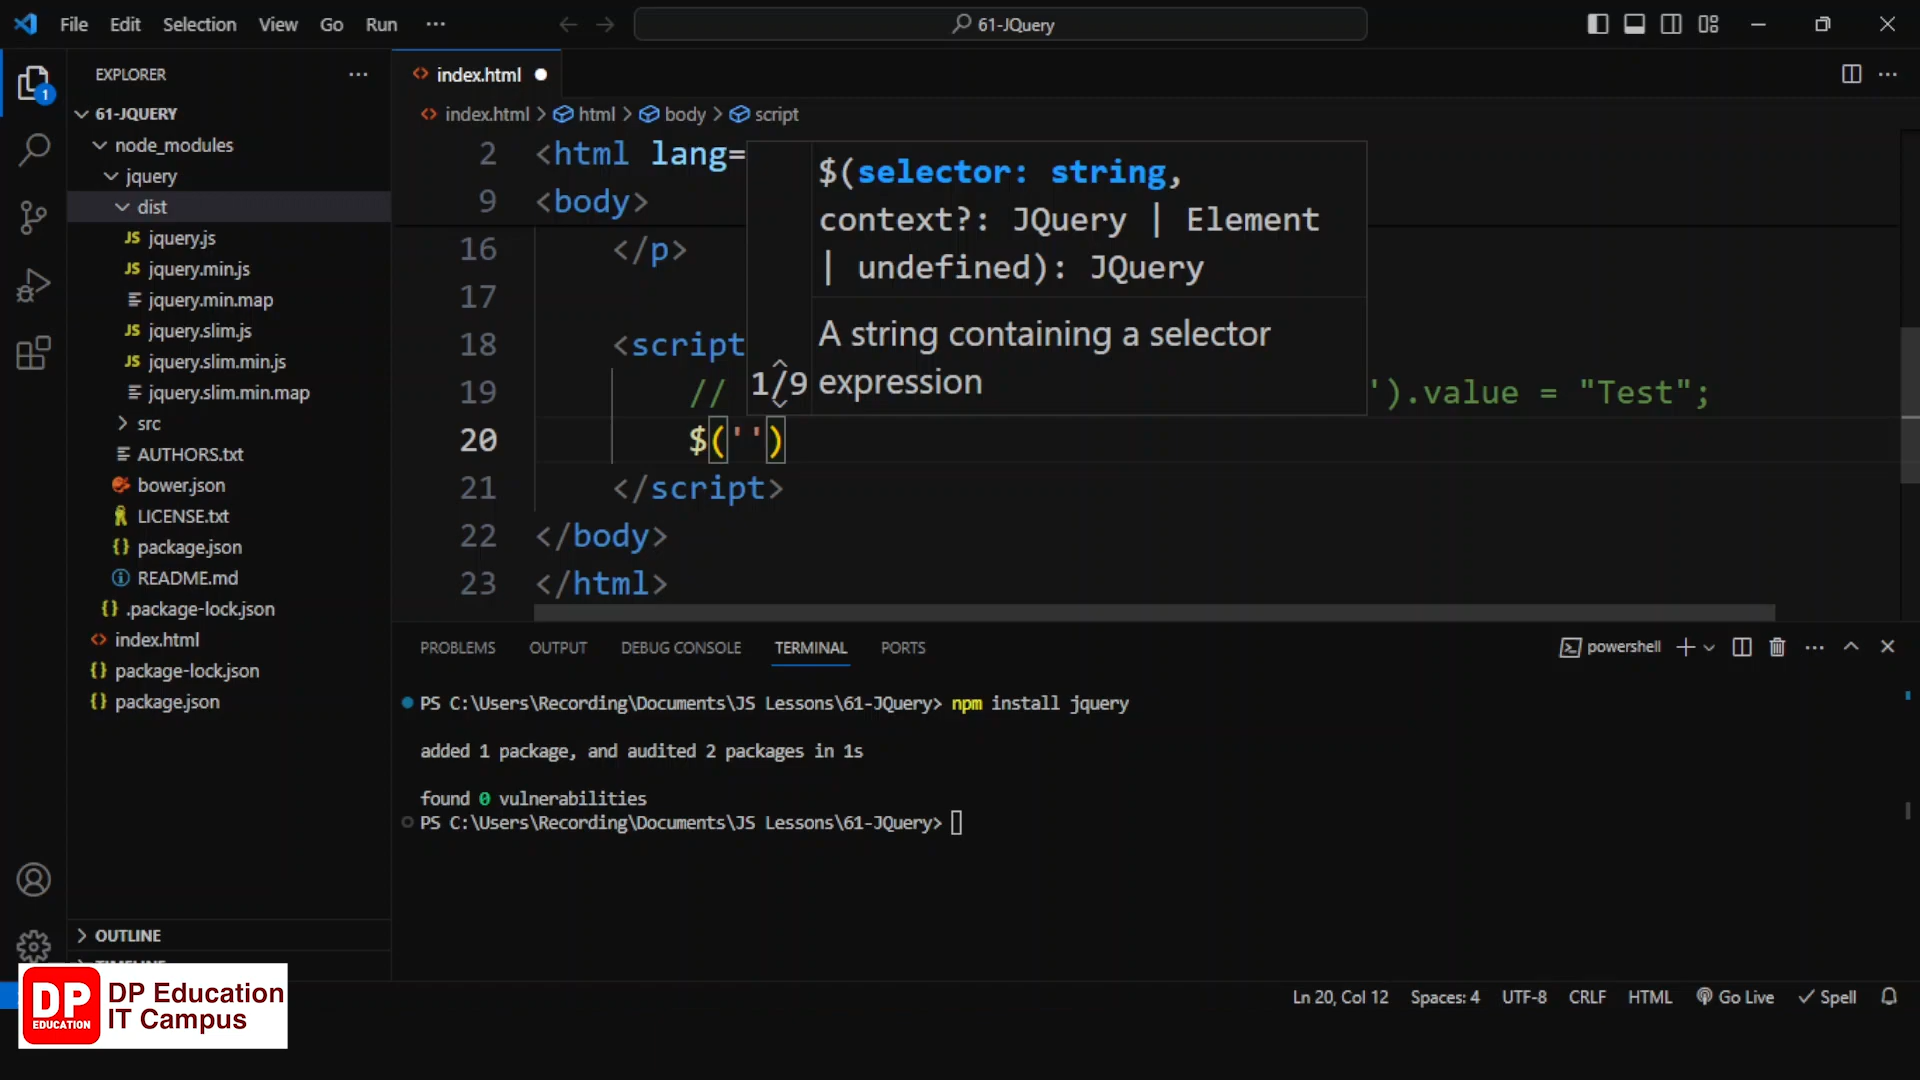 File Edit Selection View Go Run ···
61-JQuery
EXPLORER
61-JQUERY
node_modules
jquery
dist
JS jquery.js
JS jquery.min.js
jquery.min.map
JS jquery.slim.js
JS jquery.slim.min.js
jquery.slim.min.map
src
AUTHORS.txt
bower.json
LICENSE.txt
{} package.json
README.md
{} .package-lock.json
index.html
{} package-lock.json
{} package.json
OUTLINE
1
index.html
index.html > html > body > script
2 <html lang=
9 <body>
16 </p>
17
18 <script
19 // ').value = "Test";
20 $('')
21 </script>
22 </body>
23 </html>
$(selector: string,
context?: JQuery | Element
| undefined): JQuery
A string containing a selector
expression
1/9
PROBLEMS OUTPUT DEBUG CONSOLE TERMINAL PORTS
powershell
PS C:\Users\Recording\Documents\JS Lessons\61-JQuery> npm install jquery
added 1 package, and audited 2 packages in 1s
found 0 vulnerabilities
PS C:\Users\Recording\Documents\JS Lessons\61-JQuery>
Ln 20, Col 12 Spaces: 4 UTF-8 CRLF HTML Go Live Spell
DP
EDUCATION
DP Education
IT Campus